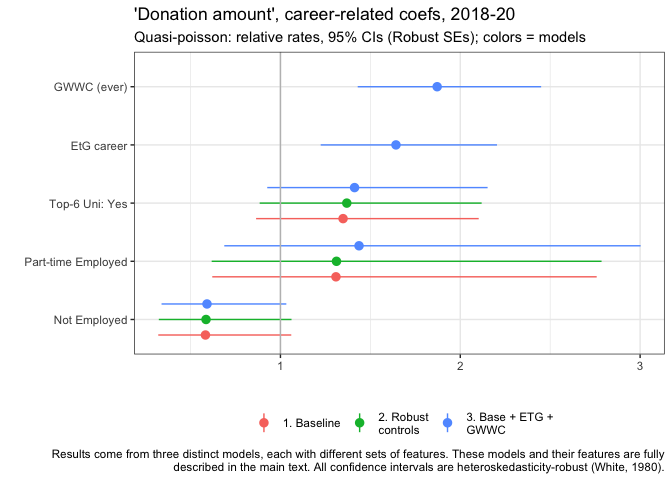 'Donation amount', career-related coefs, 2018-20
Quasi-poisson: relative rates, 95% CIs (Robust SEs); colors = models
GWWC (ever)
EtG career
Top-6 Uni: Yes
Part-time Employed
Not Employed
1
2
3
1. Baseline
2. Robust
controls
3. Base + ETG +
GWWC
Results come from three distinct models, each with different sets of features. These models and their features are fully
described in the main text. All confidence intervals are heteroskedasticity-robust (White, 1980).